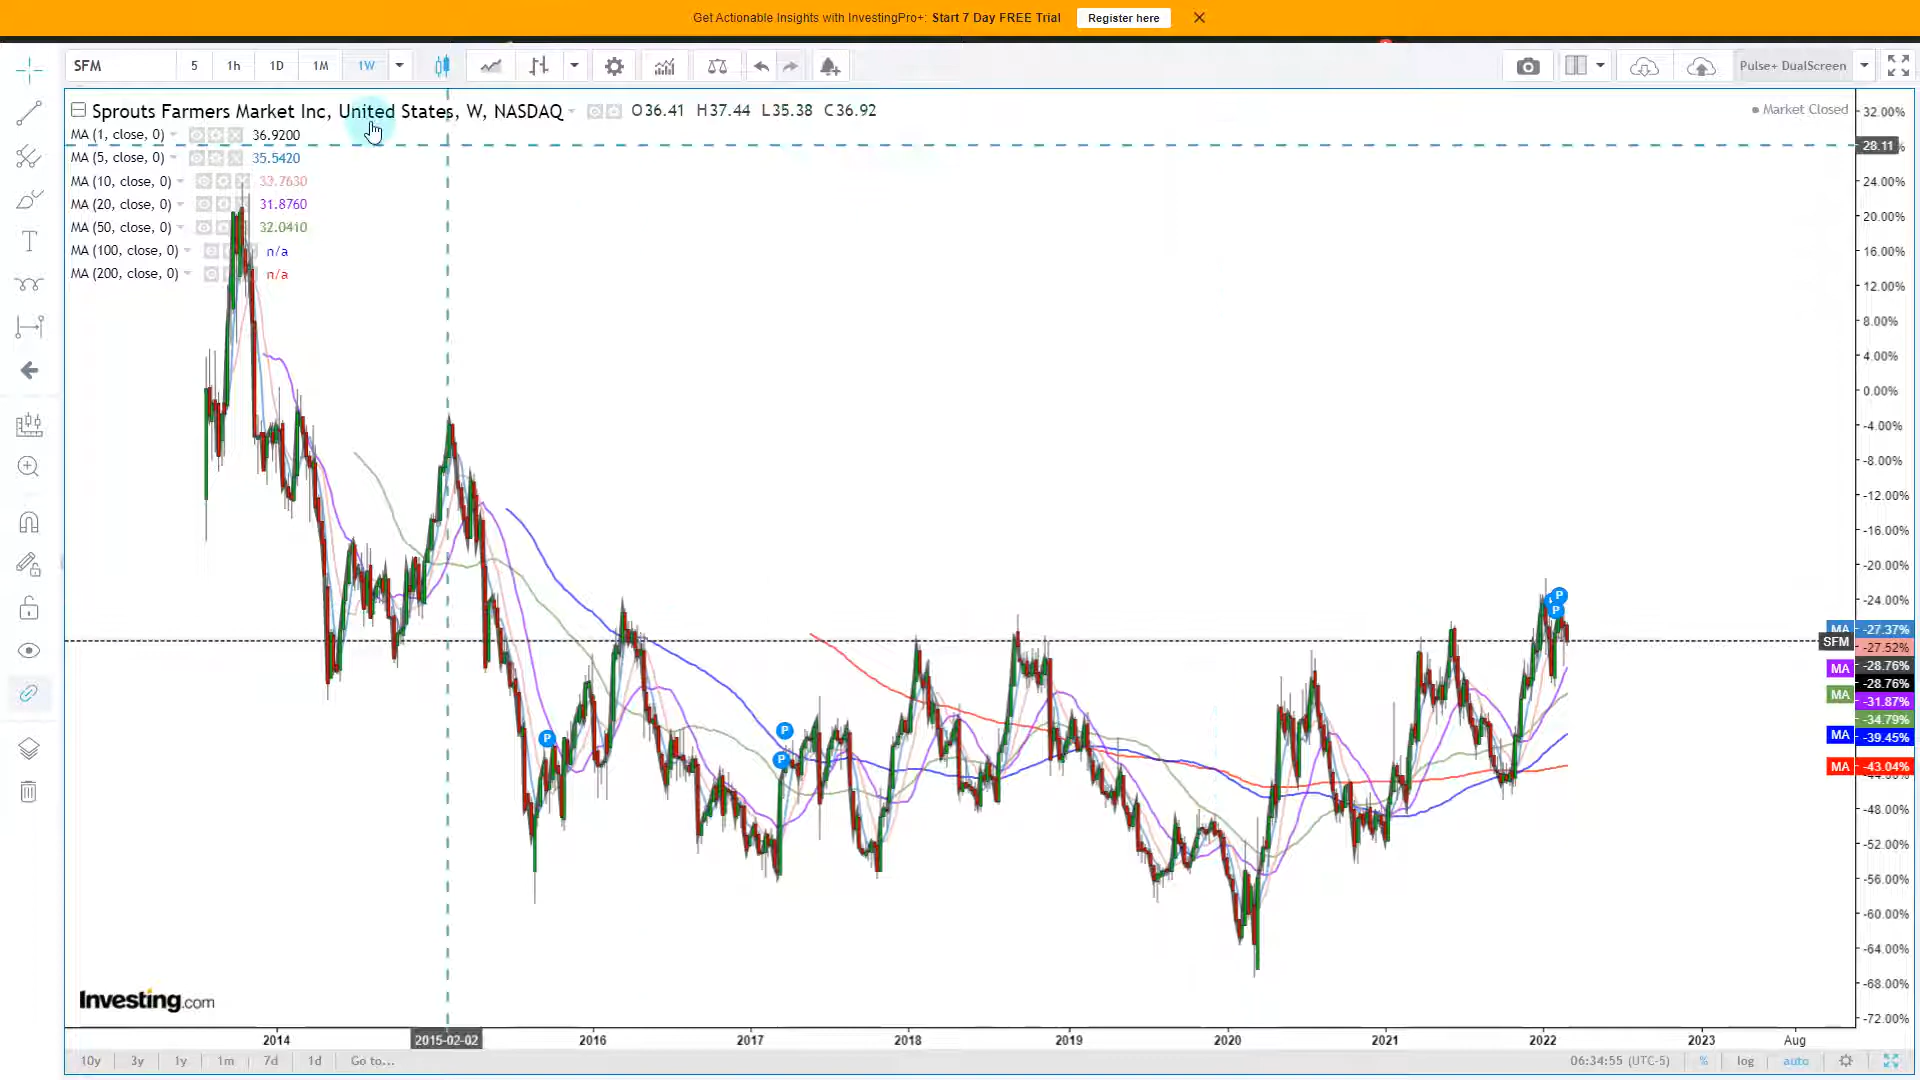 Get Actionable Insights with InvestingPro+: Start 7 Day FREE Trial Register here
SFM 5 1h 1D 1M 1W Pulse+ DualScreen
Sprouts Farmers Market Inc, United States, W, NASDAQ O36.41 H37.44 L35.38 C36.92 Market Closed
MA (1, close, 0) 36.9200
MA (5, close, 0) 35.5420
MA (10, close, 0) 33.7630
MA (20, close, 0) 31.8760
MA (50, close, 0) 32.0410
MA (100, close, 0) n/a
MA (200, close, 0) n/a
32.00%
28.11
24.00%
20.00%
16.00%
12.00%
8.00%
4.00%
0.00%
-4.00%
-8.00%
-12.00%
-16.00%
-20.00%
-24.00%
MA -27.37%
SFM -27.52%
-28.76%
-28.76%
MA -31.87%
MA -34.79%
MA -39.45%
MA -43.04%
-48.00%
-52.00%
-56.00%
-60.00%
-64.00%
-68.00%
-72.00%
P
P
P
P
P
Investing.com
2014 2015-02-02 2016 2017 2018 2019 2020 2021 2022 2023 Aug
10y 3y 1y 1m 7d 1d Go to... 06:34:55 (UTC-5) % log auto